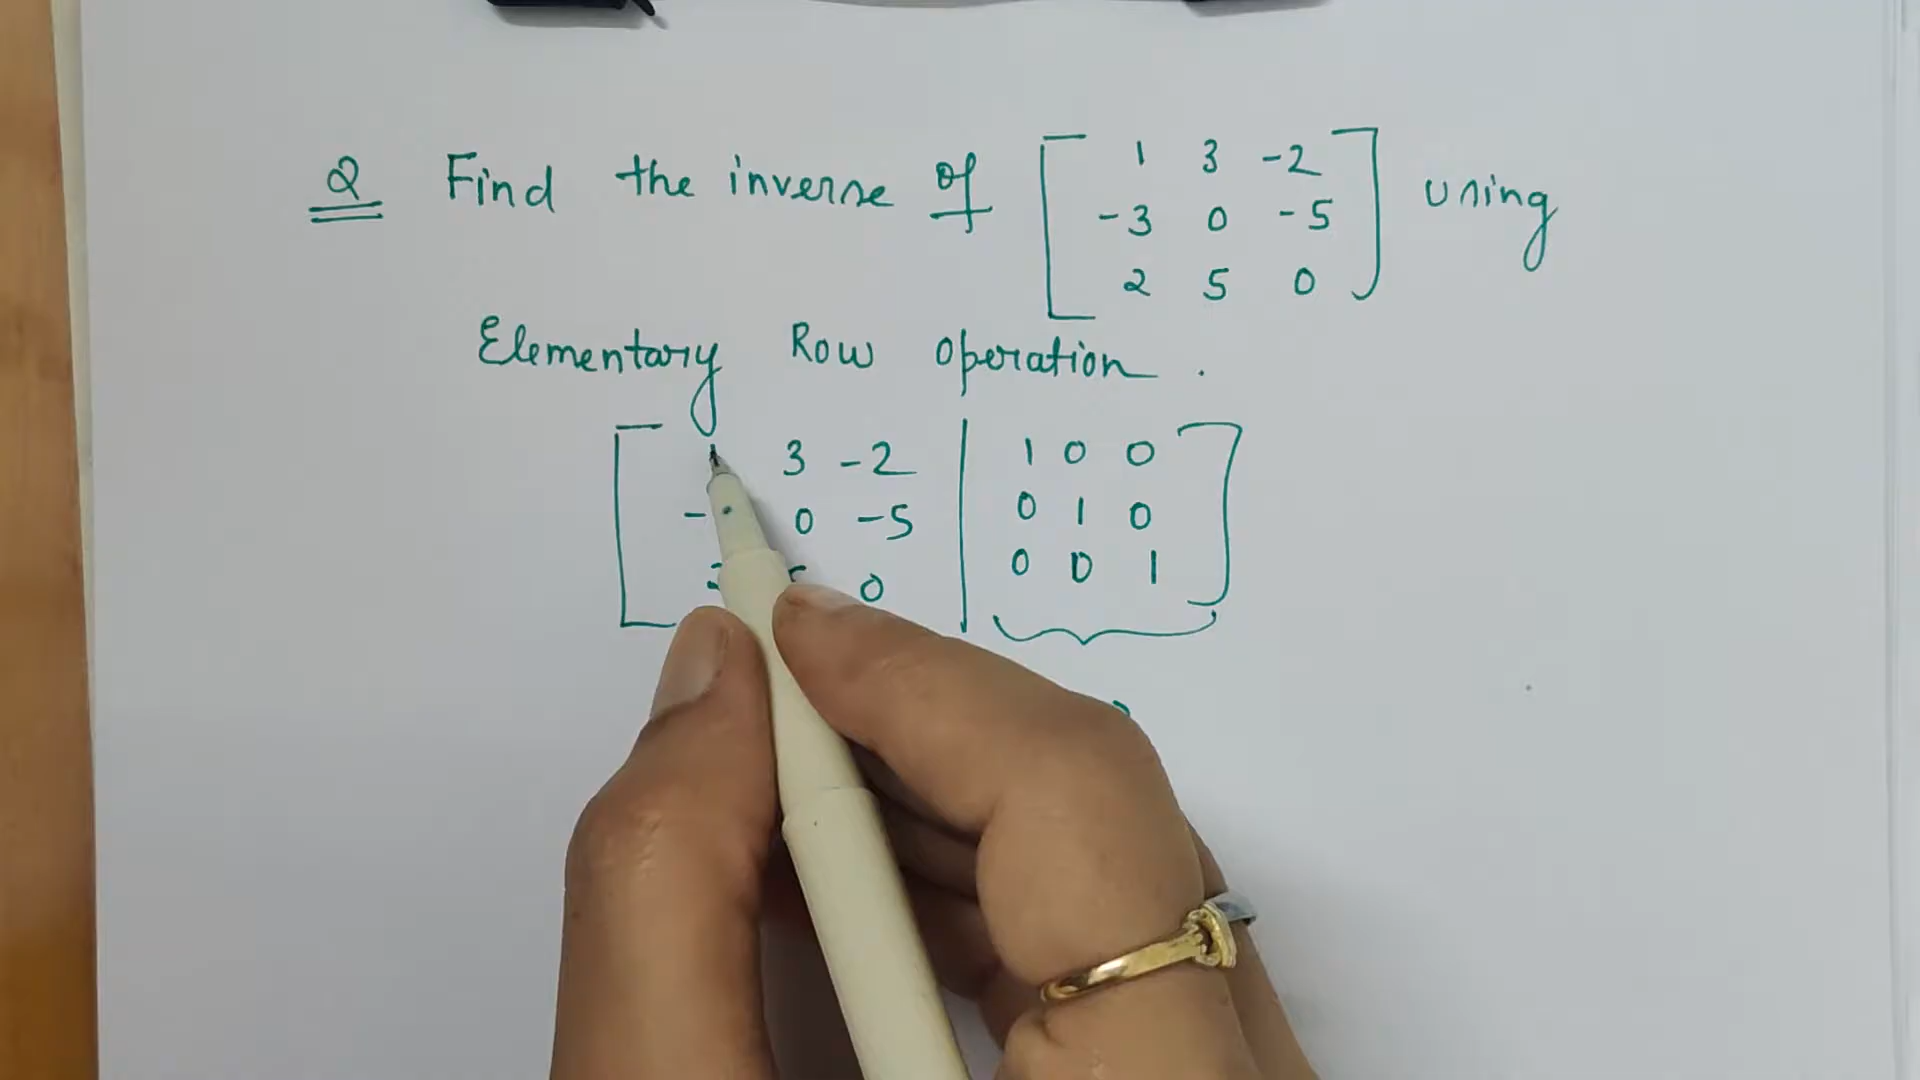 Q Find the inverse of [ 1 3 -2 ] using
-3 0 -5
2 5 0
Elementary Row operation .
3 -2 | 1 0 0
- 0 -5 | 0 1 0
0 | 0 0 1